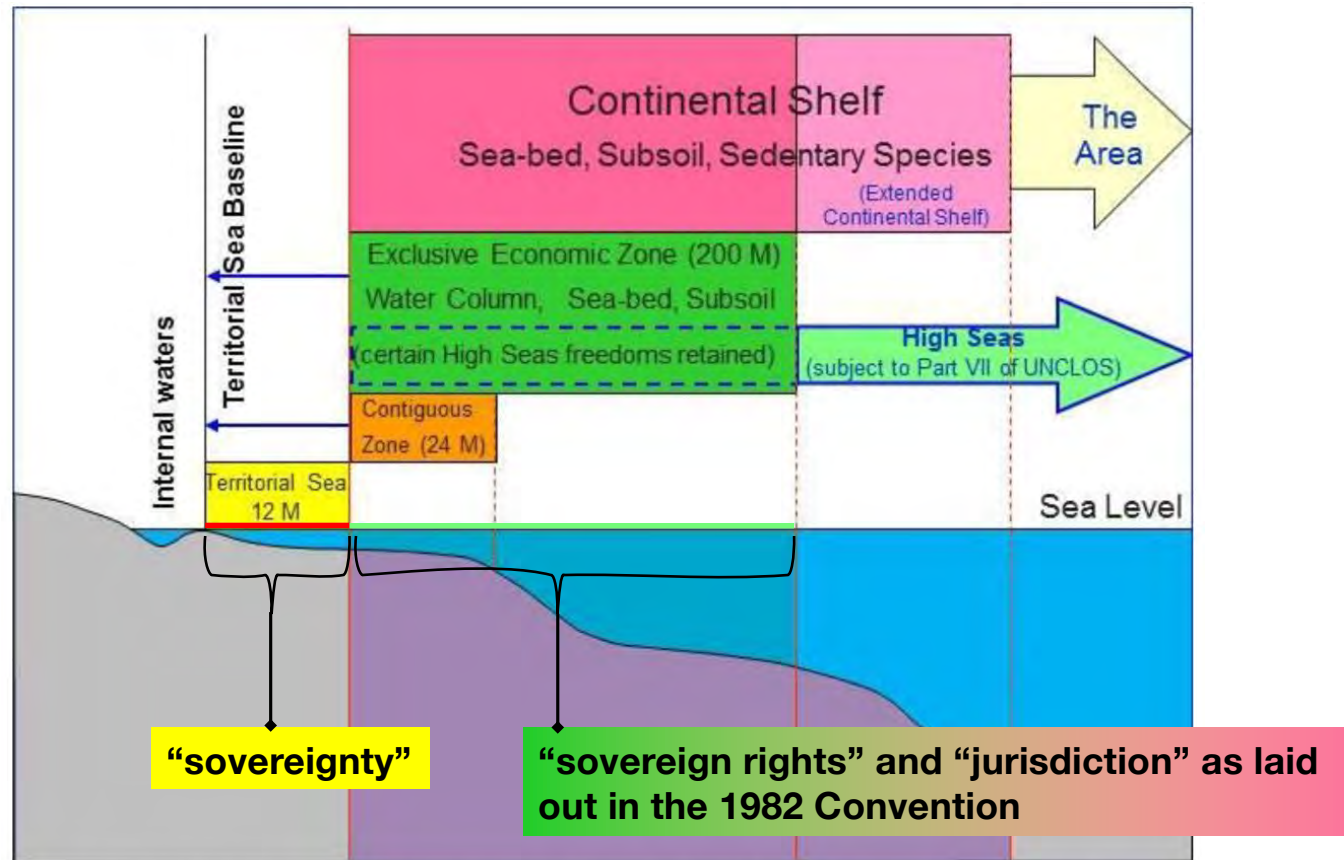 Continental Shelf
Sea-bed, Subsoil, Sedentary Species
(Extended
Continental Shelf)
The
Area
Territorial Sea Baseline
Internal waters
Exclusive Economic Zone (200 M)
Water Column, Sea-bed, Subsoil
(certain High Seas freedoms retained)
High Seas
(subject to Part VII of UNCLOS)
Contiguous
Zone (24 M)
Territorial Sea
12 M
Sea Level
“sovereignty”
“sovereign rights” and “jurisdiction” as laid
out in the 1982 Convention